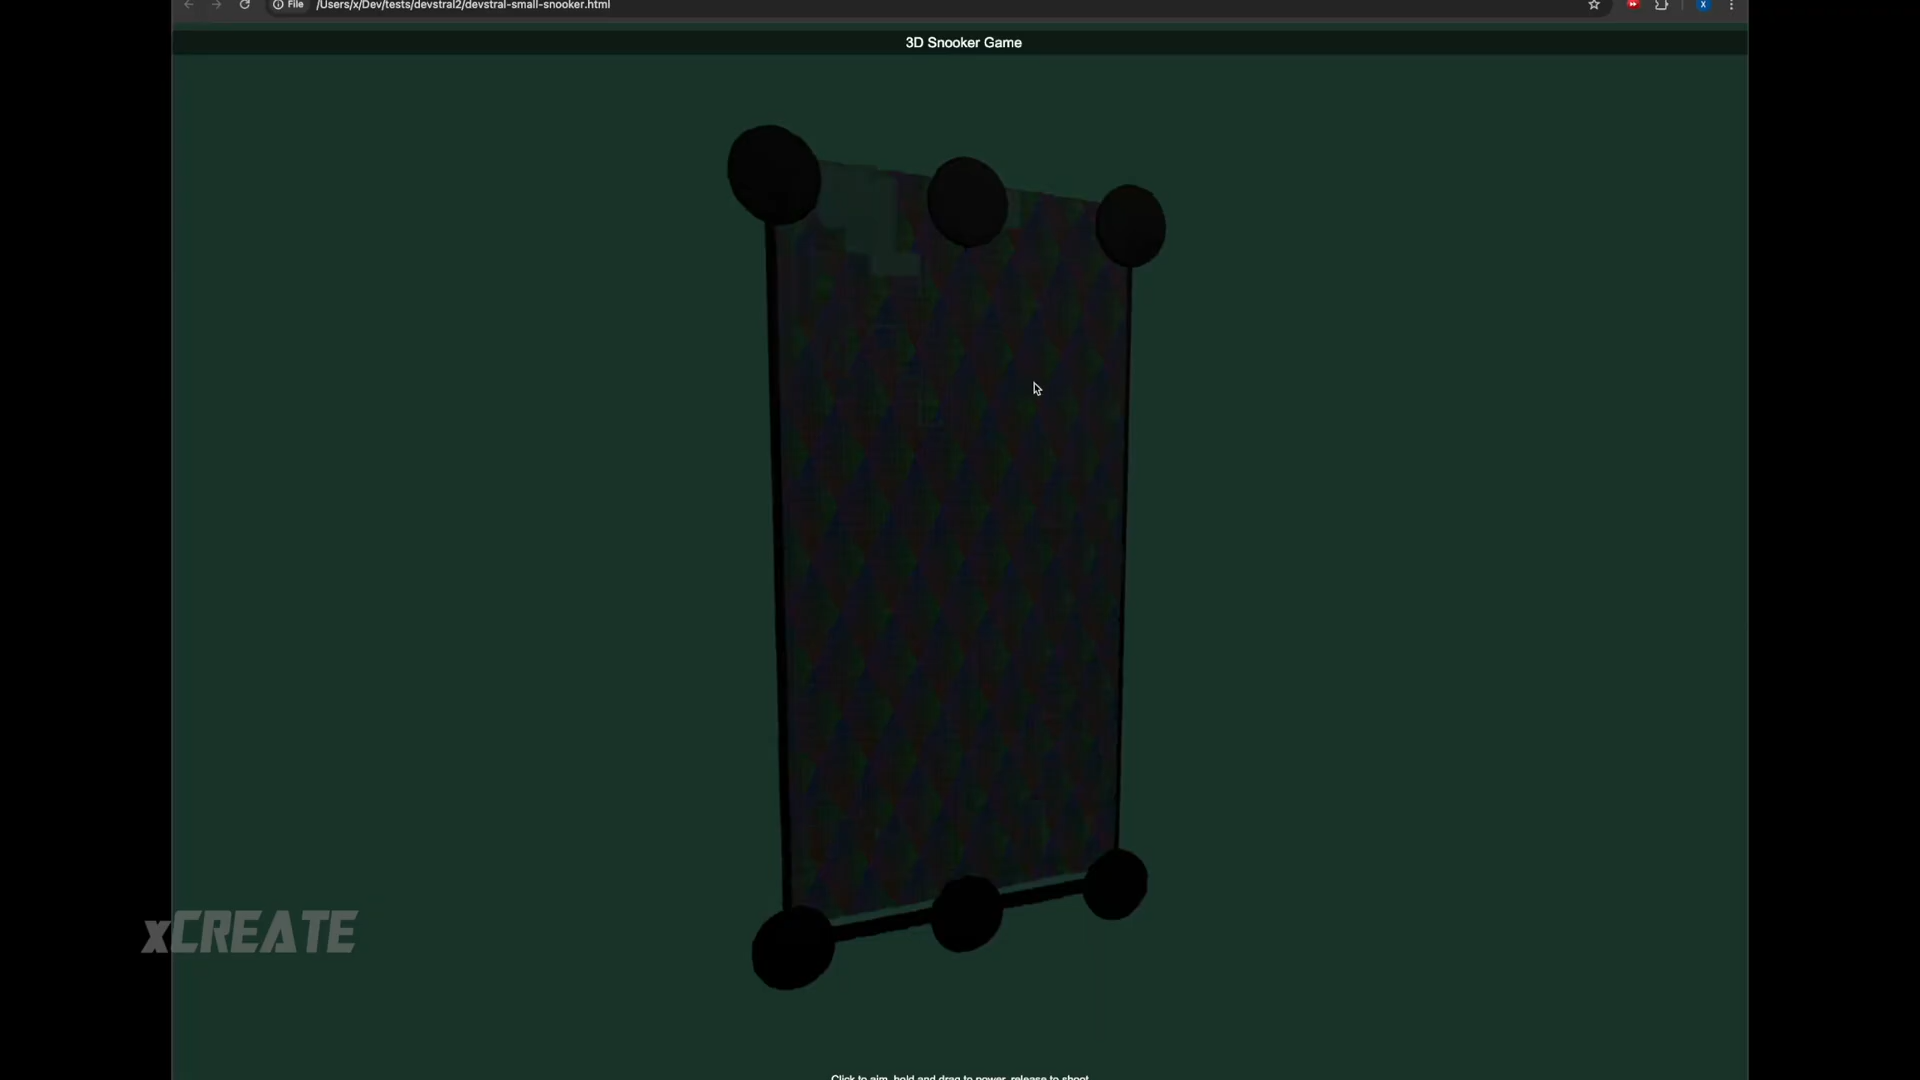 File /Users/x/Dev/tests/devstral2/devstral-small-snooker.html
X
3D Snooker Game
xCREATE
Click to aim, hold and drag to power, release to shoot